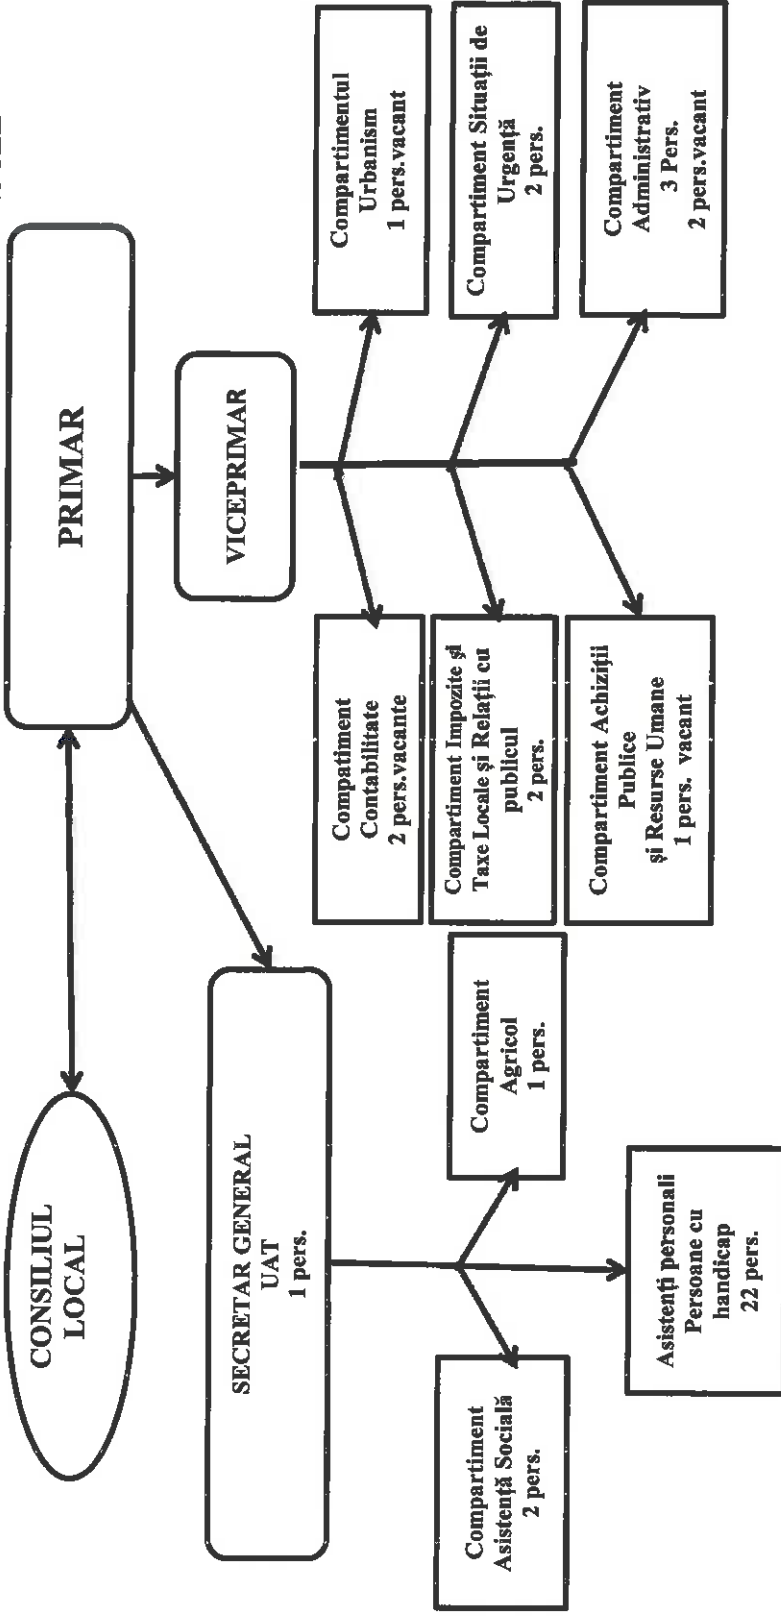 CONSILIUL
LOCAL
PRIMAR
VICEPRIMAR
SECRETAR GENERAL
UAT
1 pers.
Compartiment
Asistență Socială
2 pers.
Compartiment
Agricol
1 pers.
Asistenți personali
Persoane cu
handicap
22 pers.
Compatiment
Contabilitate
2 pers.vacante
Compartiment Impozite și
Taxe Locale și Relații cu
publicul
2 pers.
Compartiment Achiziții
Publice
și Resurse Umane
1 pers. vacant
Compartimentul
Urbanism
1 pers.vacant
Compartiment Situații de
Urgență
2 pers.
Compartiment
Administrativ
3 Pers.
2 pers.vacant